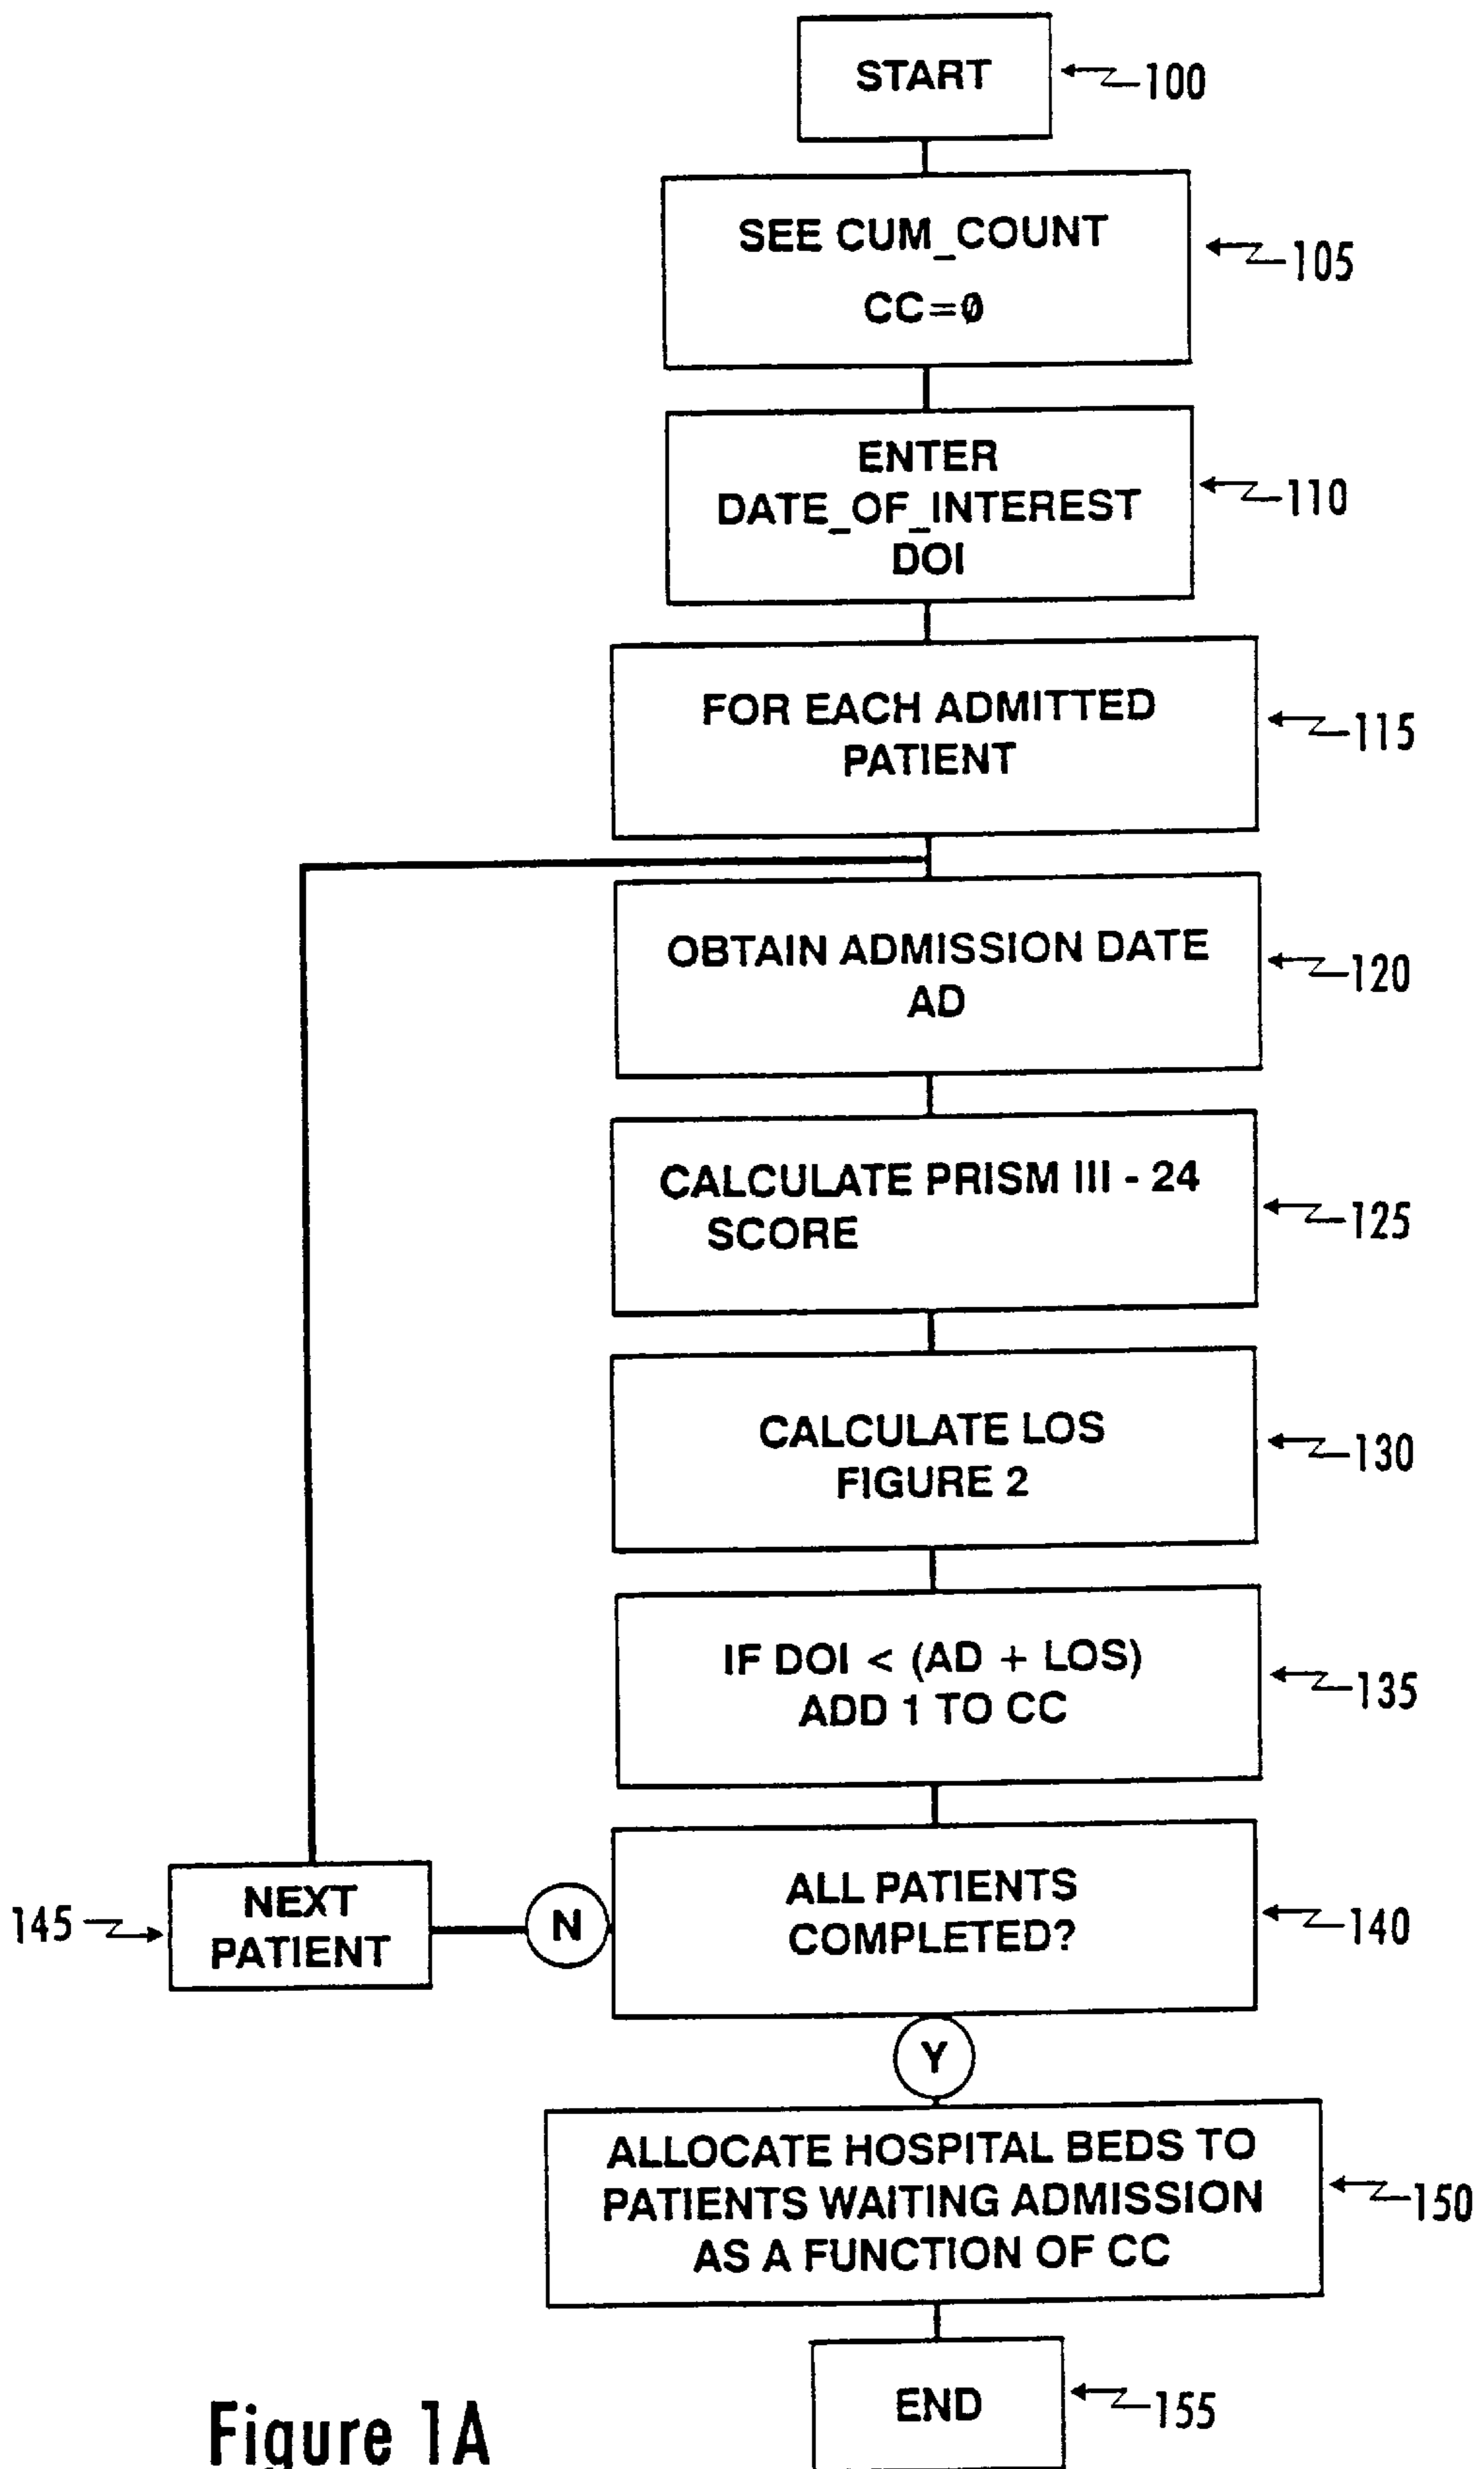 START
100
SEE CUM_COUNT
CC=0
105
ENTER
DATE_OF_INTEREST
DOI
110
FOR EACH ADMITTED
PATIENT
115
OBTAIN ADMISSION DATE
AD
120
CALCULATE PRISM III - 24
SCORE
125
CALCULATE LOS
FIGURE 2
130
IF DOI < (AD + LOS)
ADD 1 TO CC
135
ALL PATIENTS
COMPLETED?
140
N
NEXT
PATIENT
145
Y
ALLOCATE HOSPITAL BEDS TO
PATIENTS WAITING ADMISSION
AS A FUNCTION OF CC
150
END
155
Figure 1A